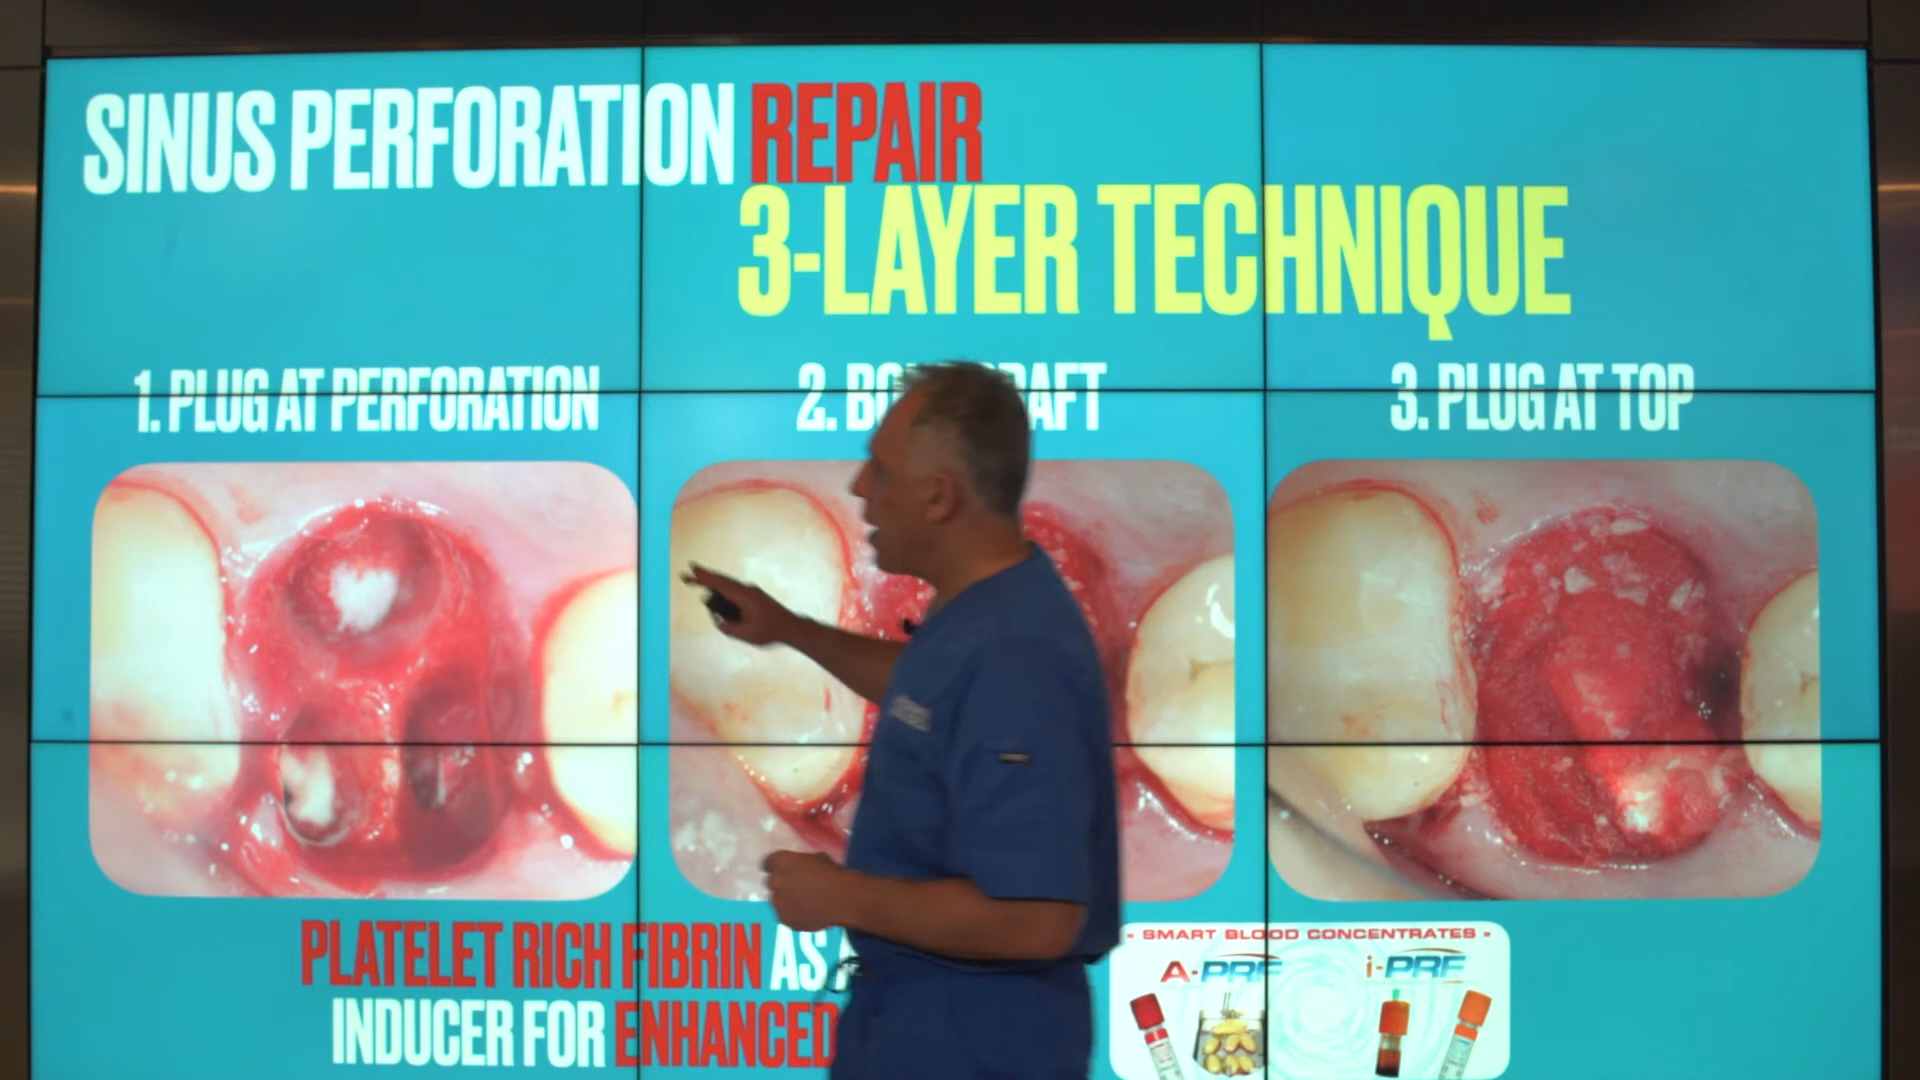 SINUS PERFORATION REPAIR
3-LAYER TECHNIQUE
1. PLUG AT PERFORATION
2.
3. PLUG AT TOP
PLATELET RICH FIBRIN AS
INDUCER FOR ENHANCED
- SMART BLOOD CONCENTRATES -
A-PRF
i-PRF